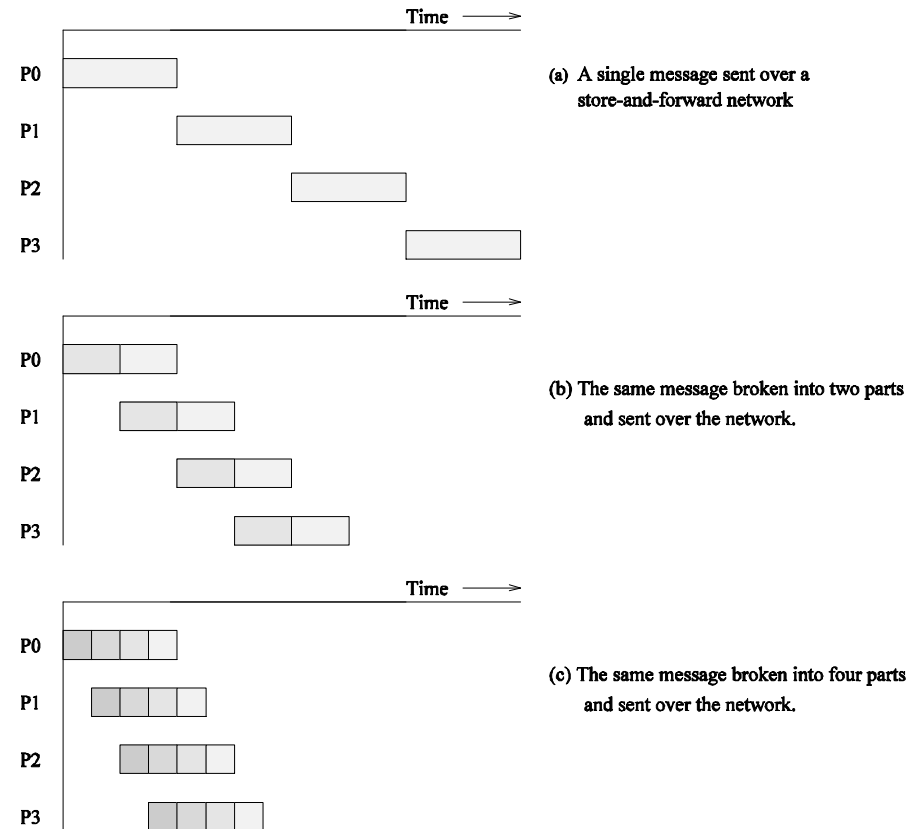 Time
P0
(a) A single message sent over a
store-and-forward network
P1
P2
P3
Time
P0
(b) The same message broken into two parts
and sent over the network.
P1
P2
P3
Time
P0
(c) The same message broken into four parts
and sent over the network.
P1
P2
P3